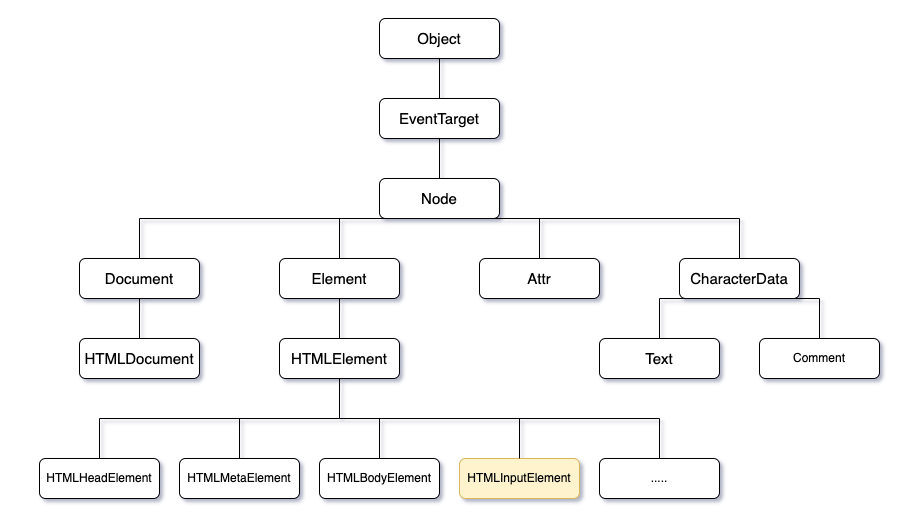 Object
EventTarget
Node
Document
Element
Attr
CharacterData
HTMLDocument
HTMLElement
Text
Comment
HTMLHeadElement
HTMLMetaElement
HTMLBodyElement
HTMLInputElement
.....